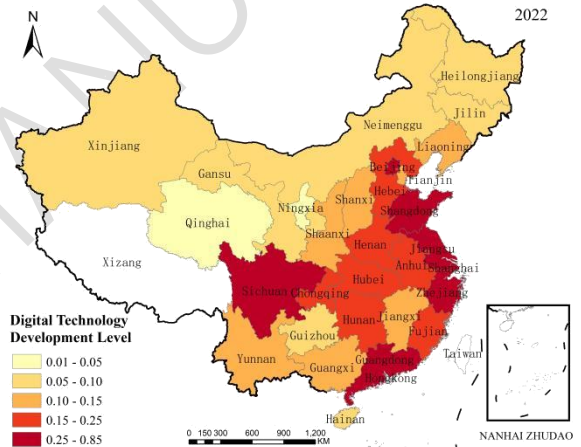 N
2022
Heilongjiang
Jilin
Neimenggu
Liaoning
Xinjiang
Beijing
Tianjin
Gansu
Hebei
Shanxi
Ningxia
Shangdong
Qinghai
Shaanxi
Henan
Jiangsu
Xizang
Anhui
Shanghai
Hubei
Sichuan
Chongqing
Zhejiang
Hunan
Jiangxi
Guizhou
Fujian
Taiwan
Yunnan
Guangxi
Guangdong
Hongkong
Hainan
Digital Technology
Development Level
0.01 - 0.05
0.05 - 0.10
0.10 - 0.15
0.15 - 0.25
0.25 - 0.85
0 150 300 600 900 1,200
KM
NANHAI ZHUDAO